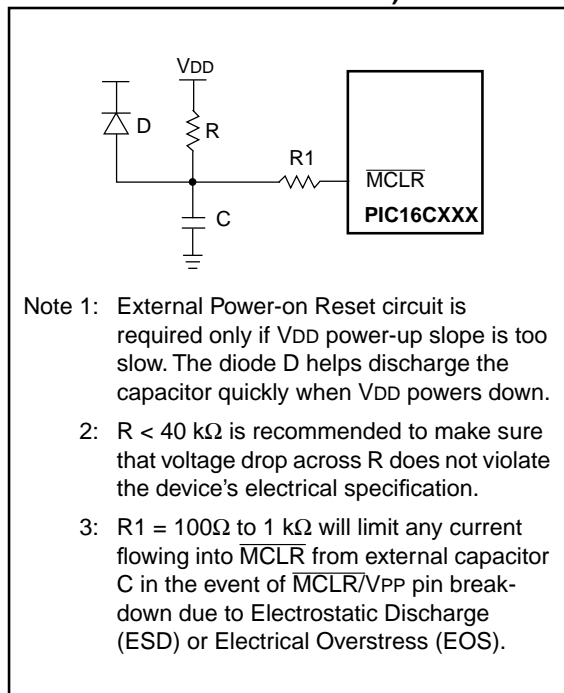 VDD
D
R
R1
MCLR
PIC16CXXX
C
Note 1: External Power-on Reset circuit is
required only if VDD power-up slope is too
slow. The diode D helps discharge the
capacitor quickly when VDD powers down.
2: R < 40 kΩ is recommended to make sure
that voltage drop across R does not violate
the device's electrical specification.
3: R1 = 100Ω to 1 kΩ will limit any current
flowing into MCLR from external capacitor
C in the event of MCLR/VPP pin break-
down due to Electrostatic Discharge
(ESD) or Electrical Overstress (EOS).